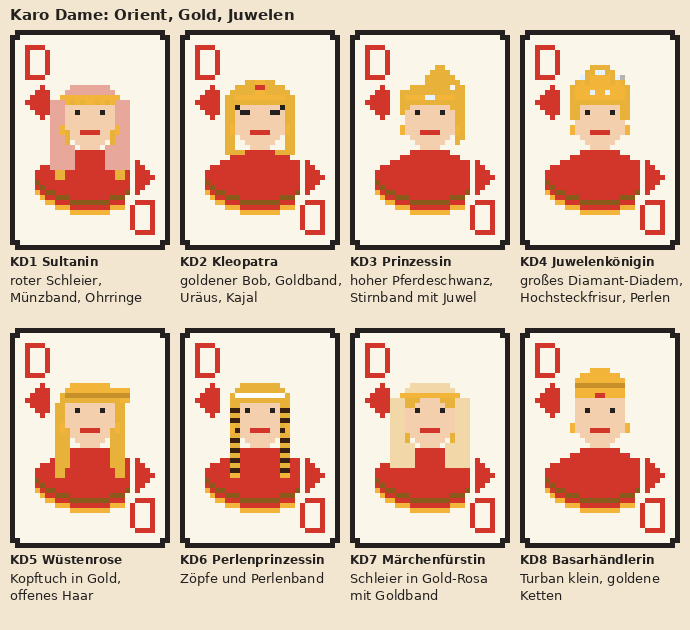 Karo Dame: Orient, Gold, Juwelen
D
D
D
D
D
D
D
D
KD1 Sultanin
roter Schleier,
Münzband, Ohrringe
KD2 Kleopatra
goldener Bob, Goldband,
Uräus, Kajal
KD3 Prinzessin
hoher Pferdeschwanz,
Stirnband mit Juwel
KD4 Juwelenkönigin
großes Diamant-Diadem,
Hochsteckfrisur, Perlen
D
D
D
D
D
D
D
D
KD5 Wüstenrose
Kopftuch in Gold,
offenes Haar
KD6 Perlenprinzessin
Zöpfe und Perlenband
KD7 Märchenfürstin
Schleier in Gold-Rosa
mit Goldband
KD8 Basarhändlerin
Turban klein, goldene
Ketten